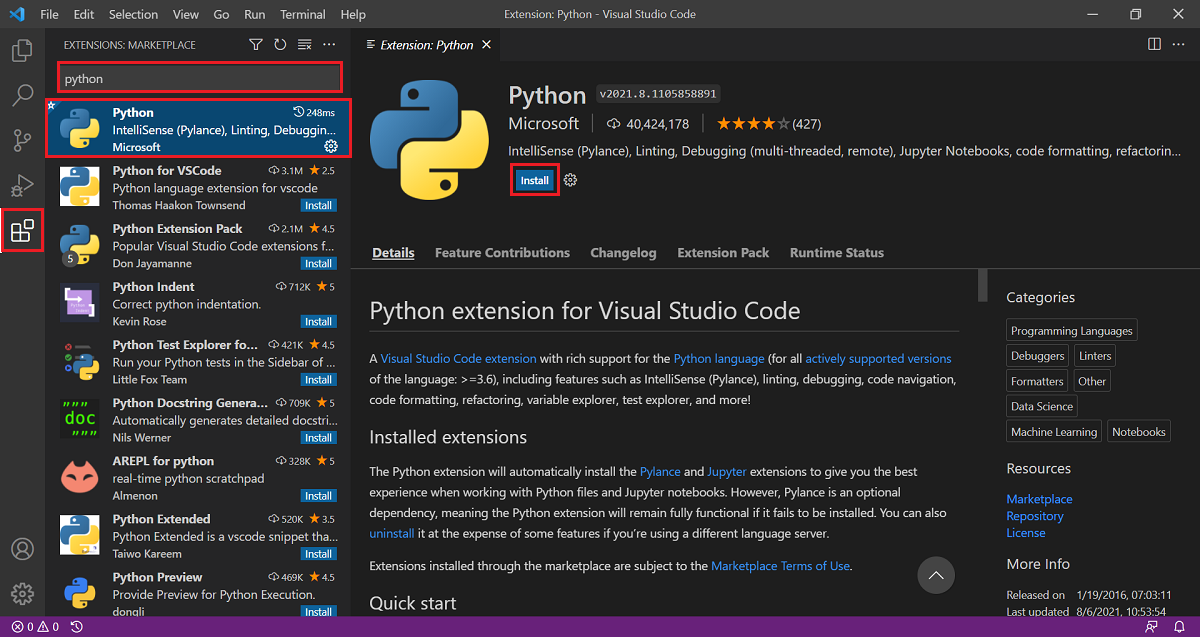 File Edit Selection View Go Run Terminal Help
Extension: Python - Visual Studio Code
EXTENSIONS: MARKETPLACE
python
Python 248ms
IntelliSense (Pylance), Linting, Debuggin...
Microsoft
Python for VSCode 3.1M ★ 2.5
Python language extension for vscode
Thomas Haakon Townsend Install
Python Extension Pack 2.1M ★ 4.5
Popular Visual Studio Code extensions f...
5
Don Jayamanne Install
Python Indent 712K ★ 5
Correct python indentation.
Kevin Rose Install
Python Test Explorer fo... 421K ★ 4.5
Run your Python tests in the Sidebar of ...
Little Fox Team Install
Python Docstring Genera... 709K ★ 5
"""
doc
"""
Automatically generates detailed docstri...
Nils Werner Install
AREPL for python 328K ★ 5
real-time python scratchpad
Almenon Install
Python Extended 520K ★ 3.5
Python Extended is a vscode snippet tha...
Taiwo Kareem Install
Python Preview 469K ★ 4.5
Provide Preview for Python Execution.
dongli Install
Extension: Python
Python v2021.8.1105858891
Microsoft 40,424,178 ★★★★☆ (427)
IntelliSense (Pylance), Linting, Debugging (multi-threaded, remote), Jupyter Notebooks, code formatting, refactorin...
Install
Details Feature Contributions Changelog Extension Pack Runtime Status
Python extension for Visual Studio Code
A Visual Studio Code extension with rich support for the Python language (for all actively supported versions
of the language: >=3.6), including features such as IntelliSense (Pylance), linting, debugging, code navigation,
code formatting, refactoring, variable explorer, test explorer, and more!
Installed extensions
The Python extension will automatically install the Pylance and Jupyter extensions to give you the best
experience when working with Python files and Jupyter notebooks. However, Pylance is an optional
dependency, meaning the Python extension will remain fully functional if it fails to be installed. You can also
uninstall it at the expense of some features if you're using a different language server.
Extensions installed through the marketplace are subject to the Marketplace Terms of Use.
Quick start
Categories
Programming Languages
Debuggers Linters
Formatters Other
Data Science
Machine Learning Notebooks
Resources
Marketplace
Repository
License
More Info
Released on 1/19/2016, 07:03:11
Last updated 8/6/2021, 10:53:54
0 0